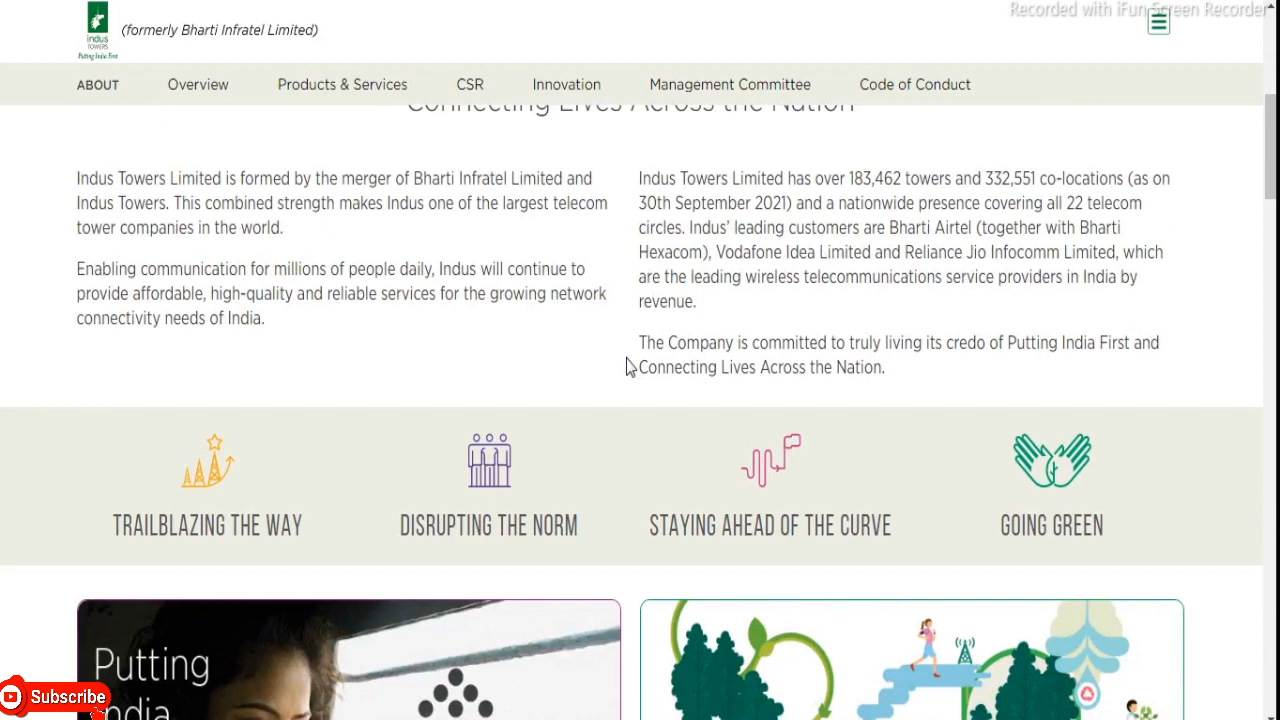 Recorded with iFun Screen Recorder
indus
TOWERS
Putting India First
(formerly Bharti Infratel Limited)
ABOUT Overview Products & Services CSR Innovation Management Committee Code of Conduct
Connecting Lives Across the Nation
Indus Towers Limited is formed by the merger of Bharti Infratel Limited and
Indus Towers. This combined strength makes Indus one of the largest telecom
tower companies in the world.
Enabling communication for millions of people daily, Indus will continue to
provide affordable, high-quality and reliable services for the growing network
connectivity needs of India.
Indus Towers Limited has over 183,462 towers and 332,551 co-locations (as on
30th September 2021) and a nationwide presence covering all 22 telecom
circles. Indus' leading customers are Bharti Airtel (together with Bharti
Hexacom), Vodafone Idea Limited and Reliance Jio Infocomm Limited, which
are the leading wireless telecommunications service providers in India by
revenue.
The Company is committed to truly living its credo of Putting India First and
Connecting Lives Across the Nation.
TRAILBLAZING THE WAY
DISRUPTING THE NORM
STAYING AHEAD OF THE CURVE
GOING GREEN
Putting
India
Subscribe